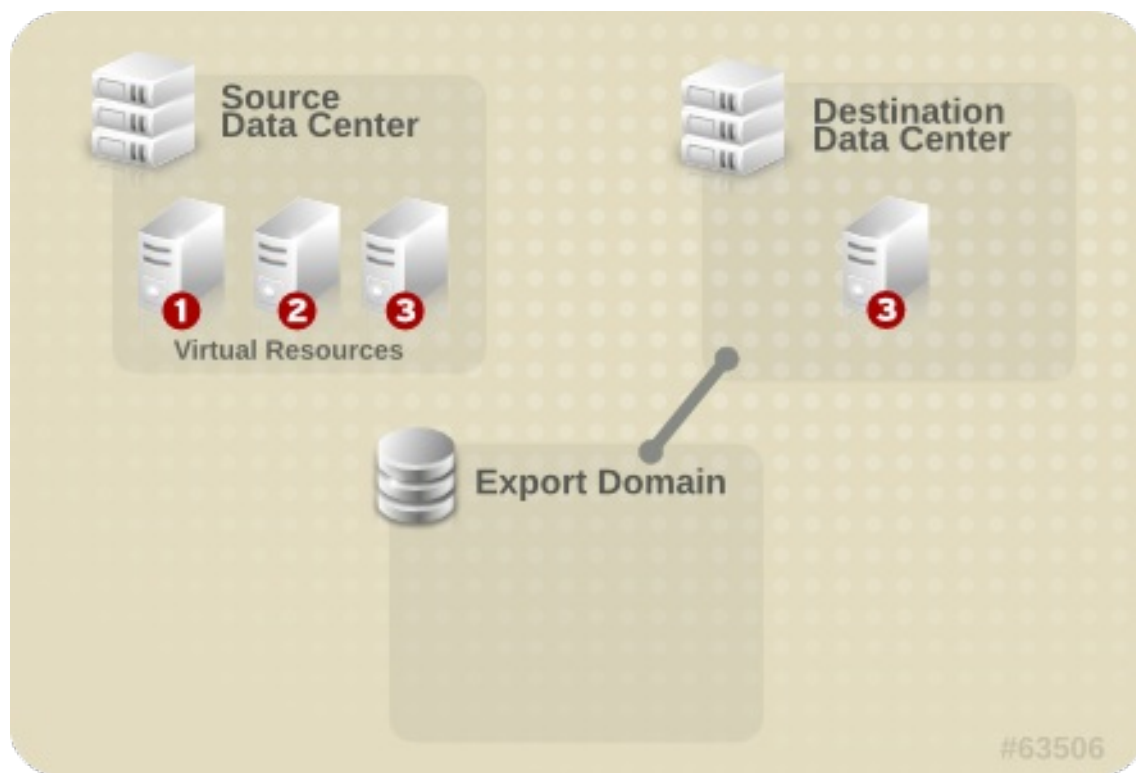 Source
Data Center
Destination
Data Center
1
2
3
3
Virtual Resources
Export Domain
#63506